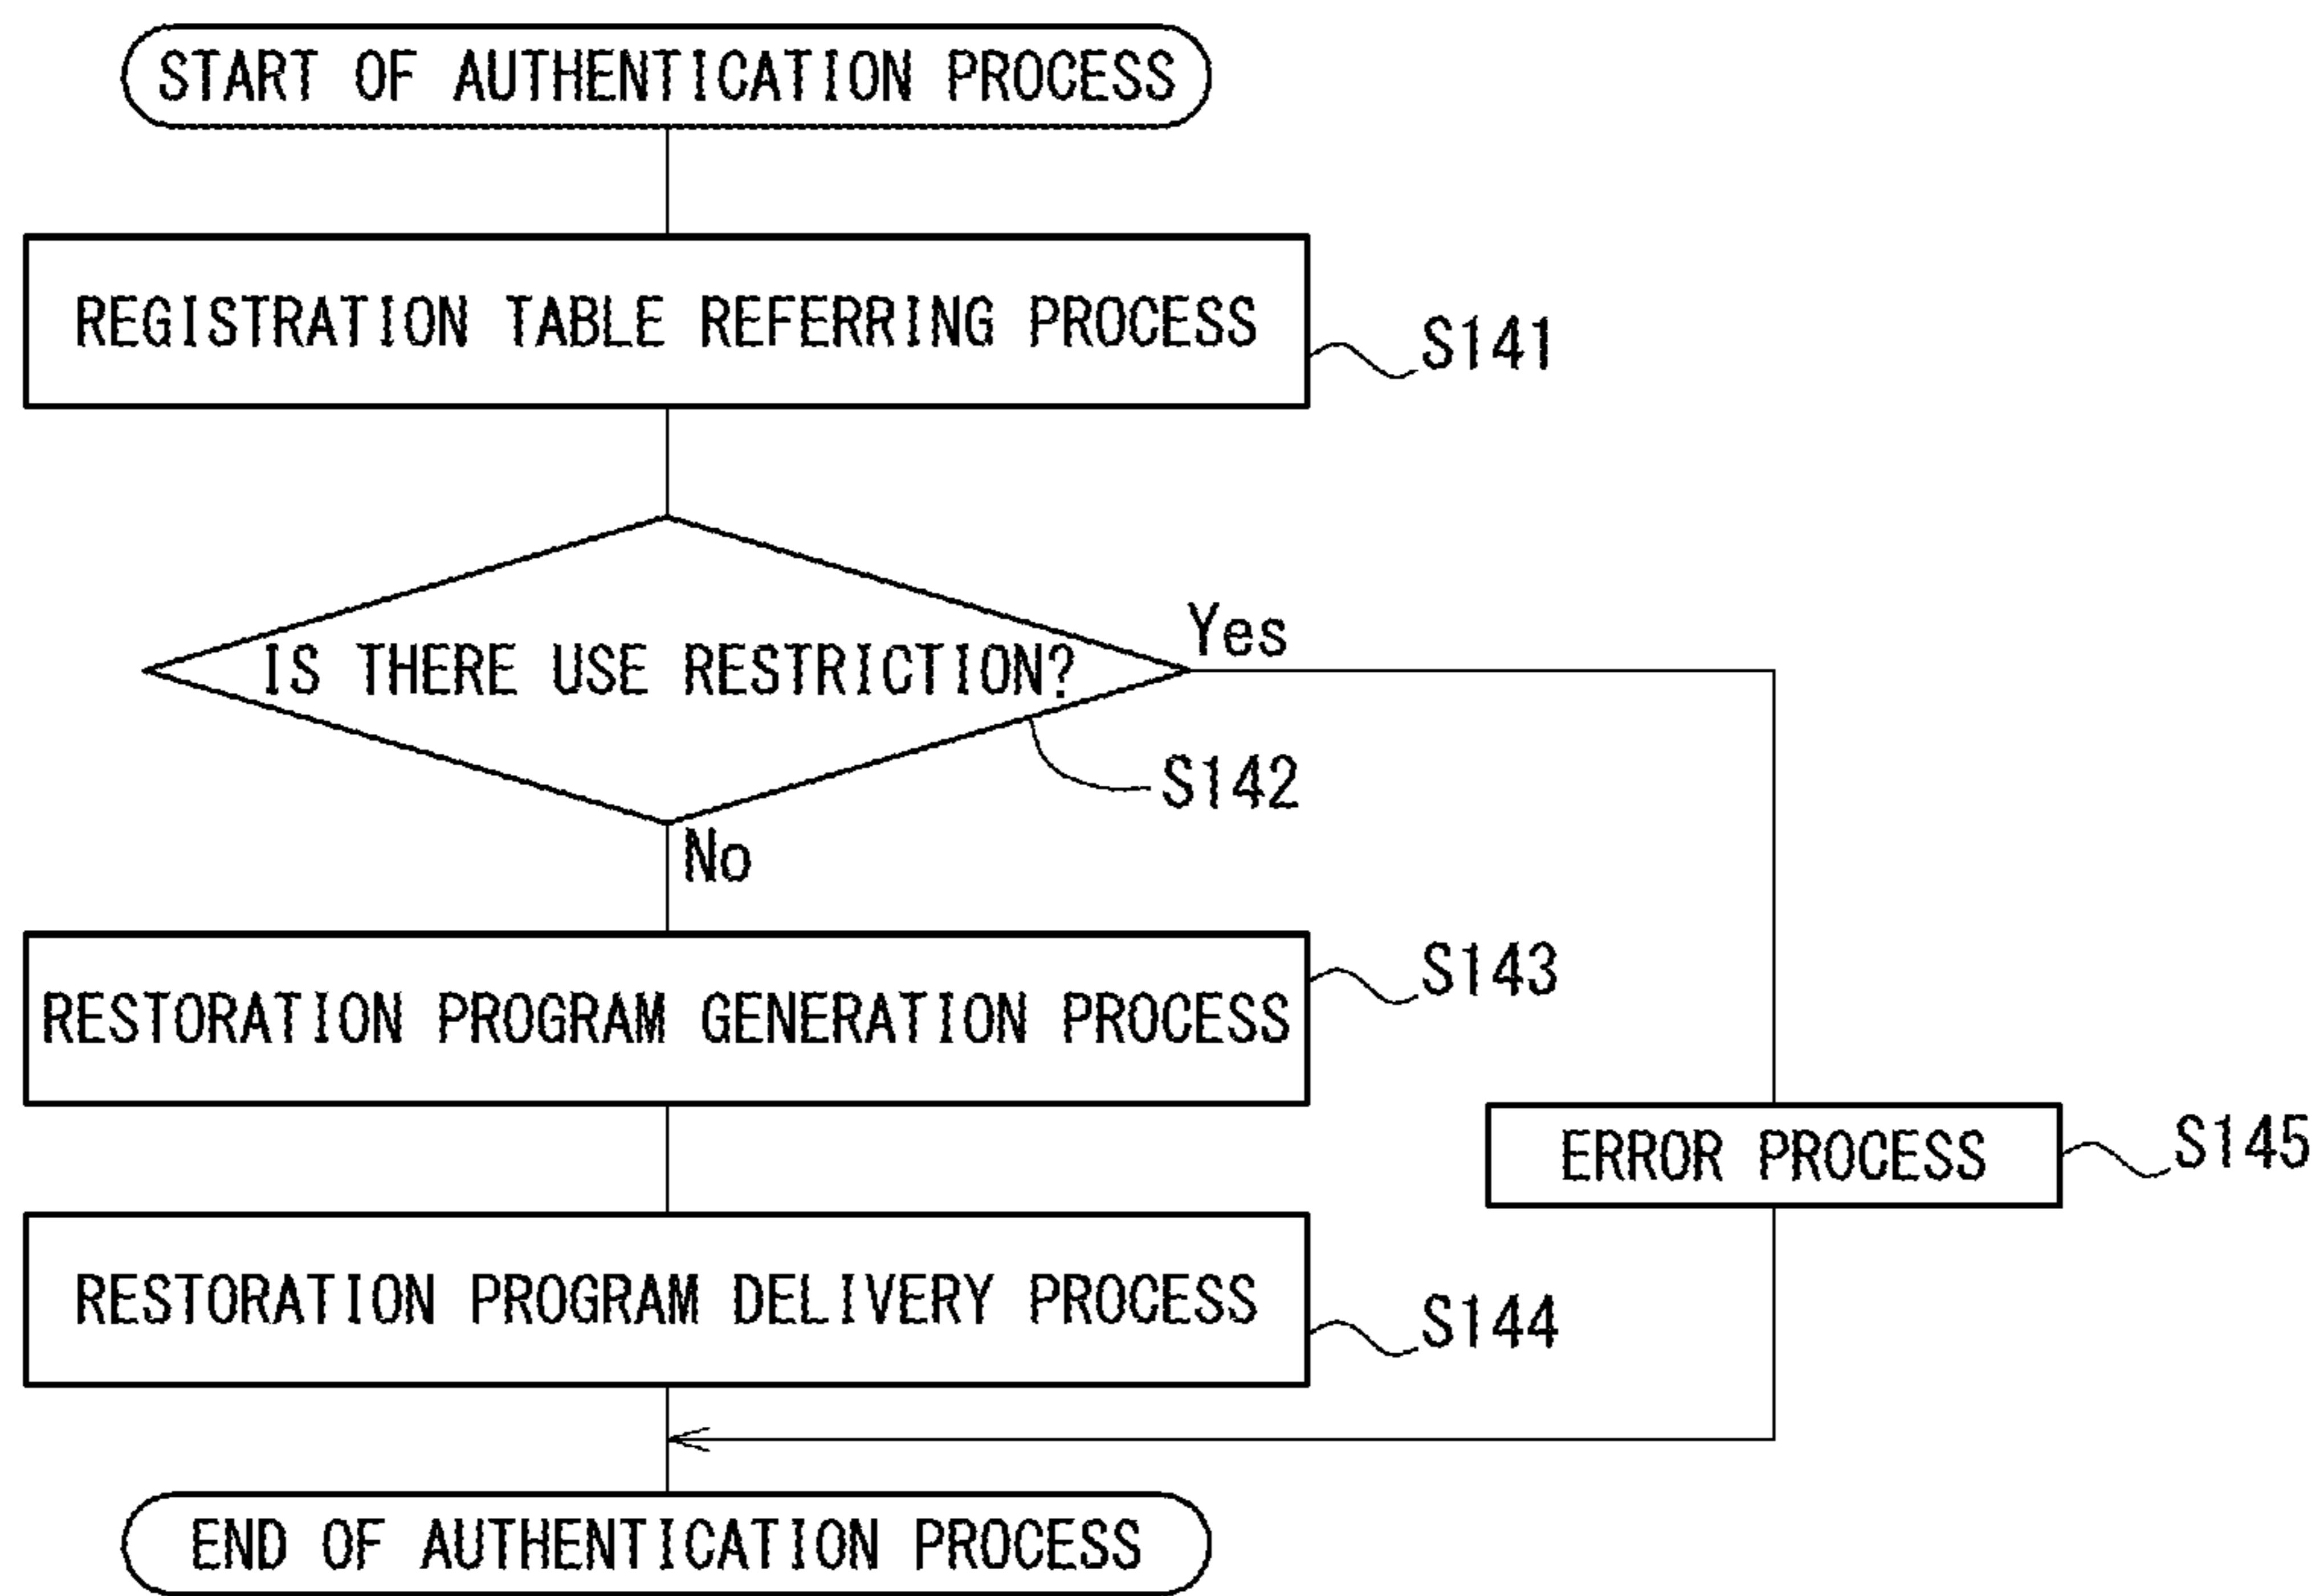 START OF AUTHENTICATION PROCESS
REGISTRATION TABLE REFERRING PROCESS
S141
IS THERE USE RESTRICTION?
Yes
S142
No
RESTORATION PROGRAM GENERATION PROCESS
S143
ERROR PROCESS
S145
RESTORATION PROGRAM DELIVERY PROCESS
S144
END OF AUTHENTICATION PROCESS